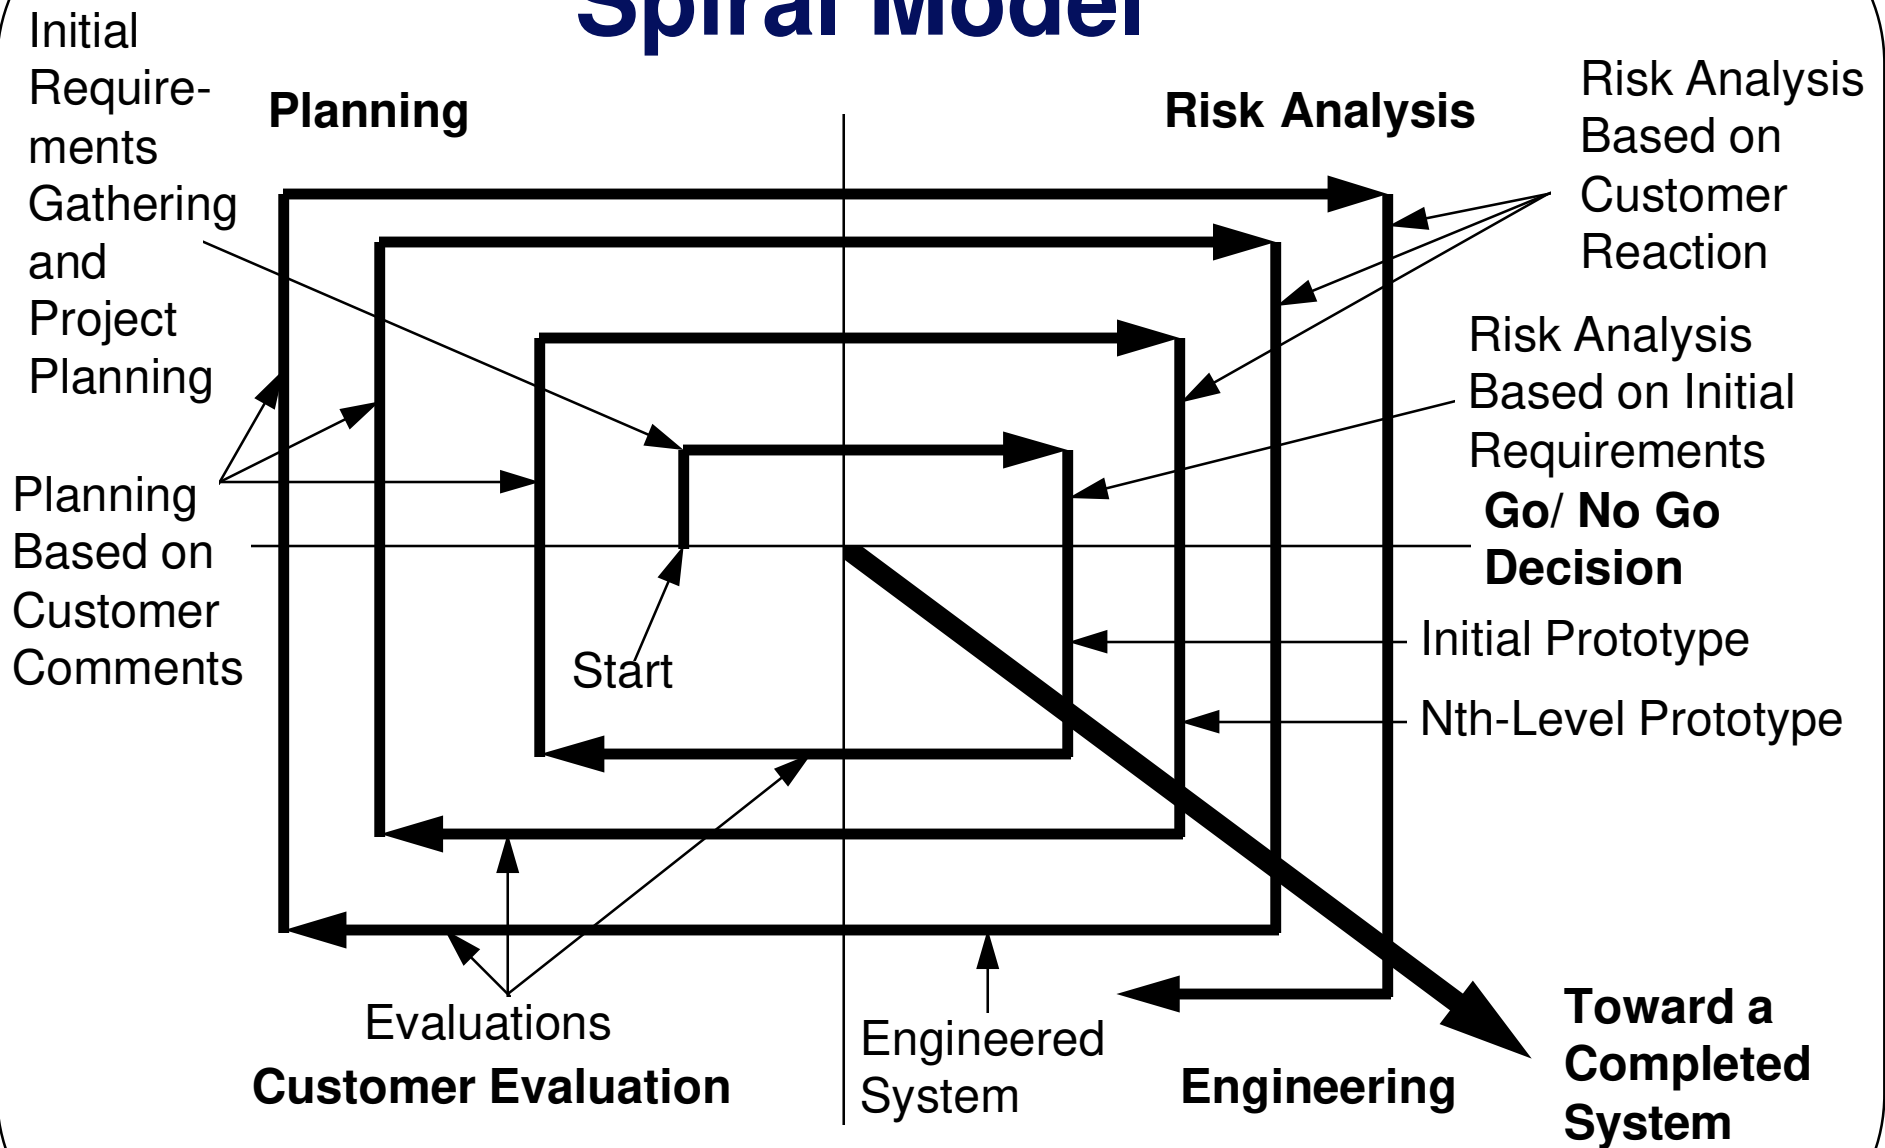 Spiral Model
Initial
Require-
ments
Gathering
and
Project
Planning
Planning
Risk Analysis
Risk Analysis
Based on
Customer
Reaction
Risk Analysis
Based on Initial
Requirements
Go/ No Go
Decision
Planning
Based on
Customer
Comments
Start
Initial Prototype
Nth-Level Prototype
Evaluations
Customer Evaluation
Engineered
System
Engineering
Toward a
Completed
System